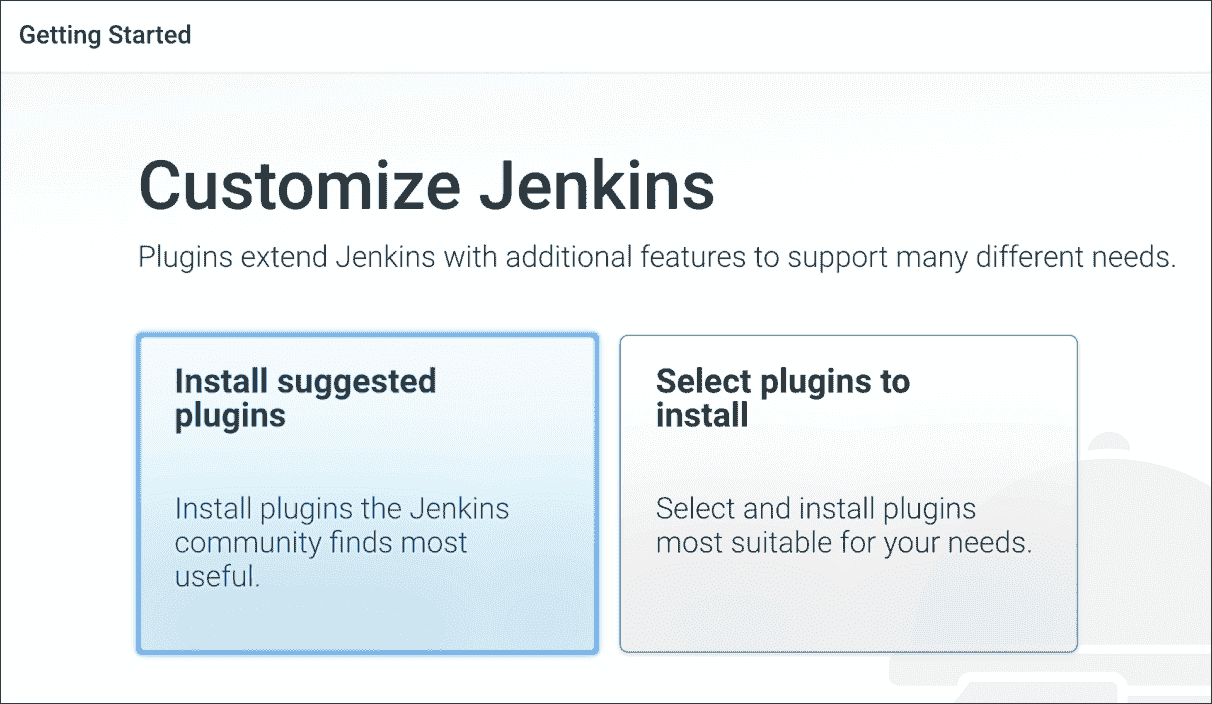 Getting Started
Customize Jenkins
Plugins extend Jenkins with additional features to support many different needs.
Install suggested
plugins
Install plugins the Jenkins
community finds most
useful.
Select plugins to
install
Select and install plugins
most suitable for your needs.